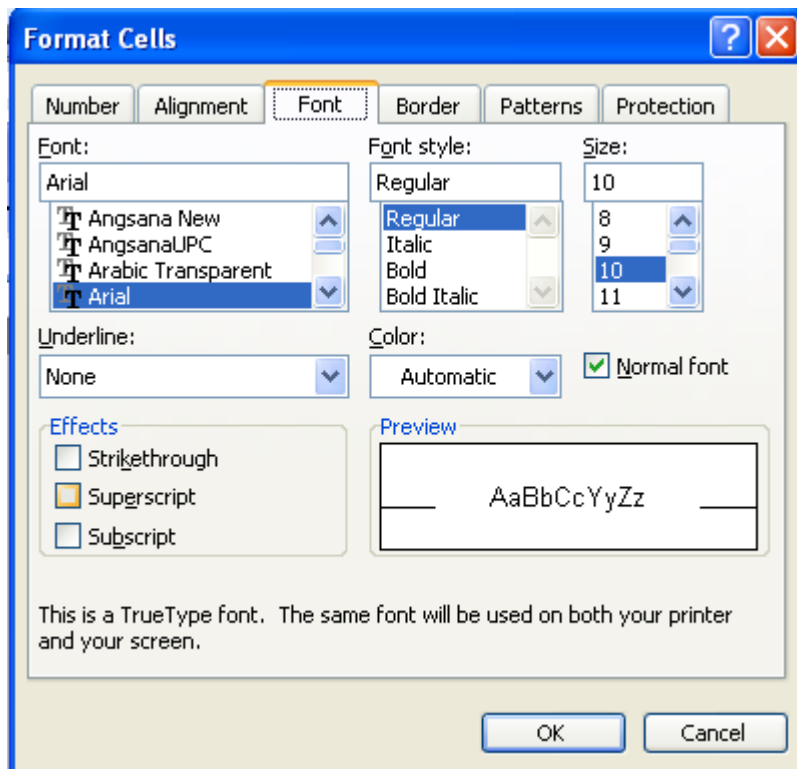 Format Cells
Number Alignment Font Border Patterns Protection
Font: Font style: Size:
Arial Regular 10
Angsana New Regular 8
AngsanaUPC Italic 9
Arabic Transparent Bold 10
Arial Bold Italic 11
Underline: Color:
None Automatic Normal font
Effects Preview
Strikethrough
Superscript AaBbCcYyZz
Subscript
This is a TrueType font.  The same font will be used on both your printer
and your screen.
OK Cancel